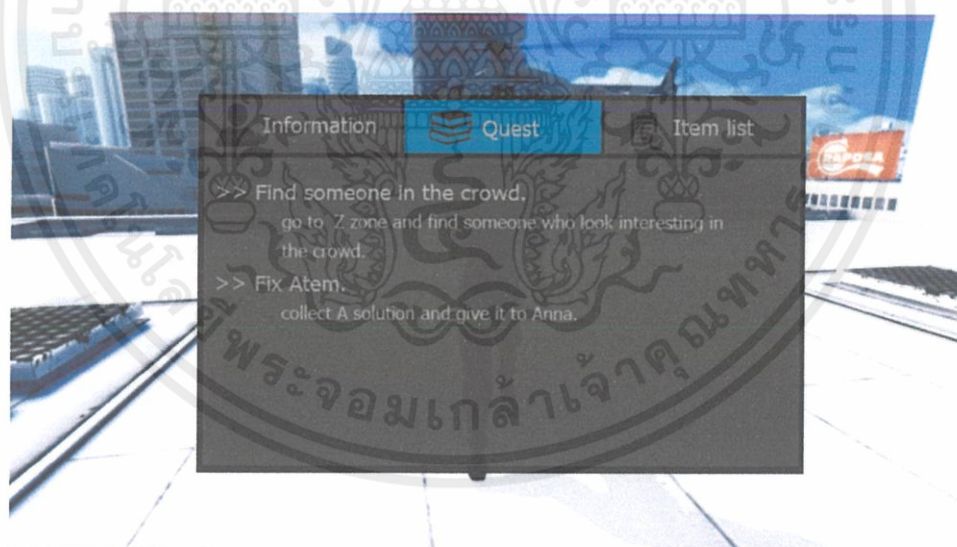 Information
Quest
Item list
RAPOSA
>> Find someone in the crowd.
go to Z zone and find someone who look interesting in
the crowd.
>> Fix Atem.
collect A solution and give it to Anna.
พระจอมเกล้าเจ้าคุณทหาร